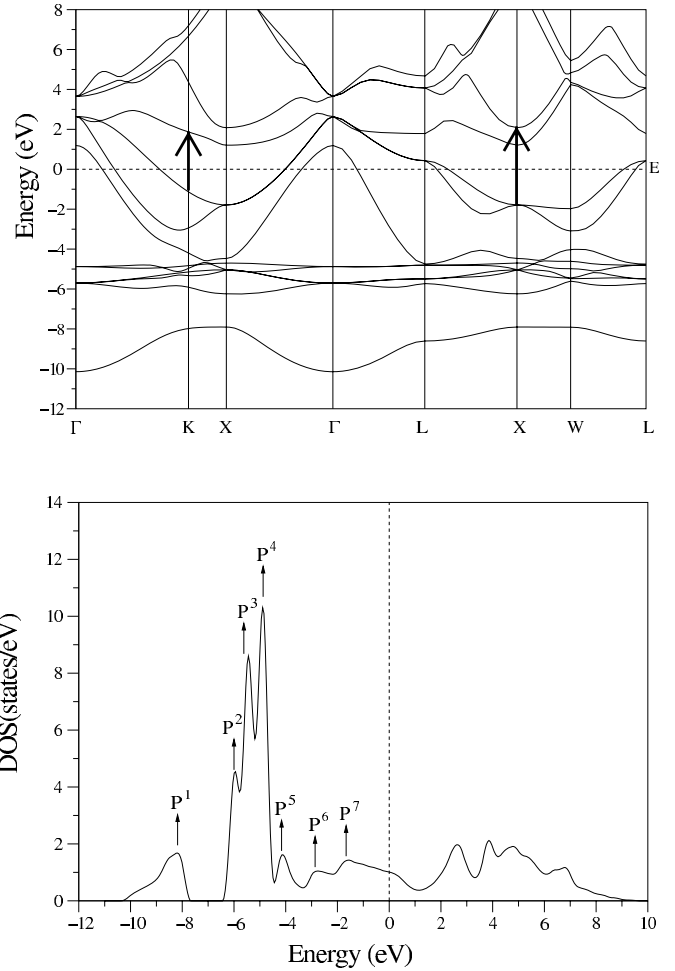 8
6
4
2
0
−2
−4
−6
−8
−10
−12
Energy (eV)
E
Γ K X Γ L X W L
14
12
10
8
6
4
2
0
DOS(states/eV)
P4
P3
P2
P1
P5
P6
P7
−12 −10 −8 −6 −4 −2 0 2 4 6 8 10
Energy (eV)